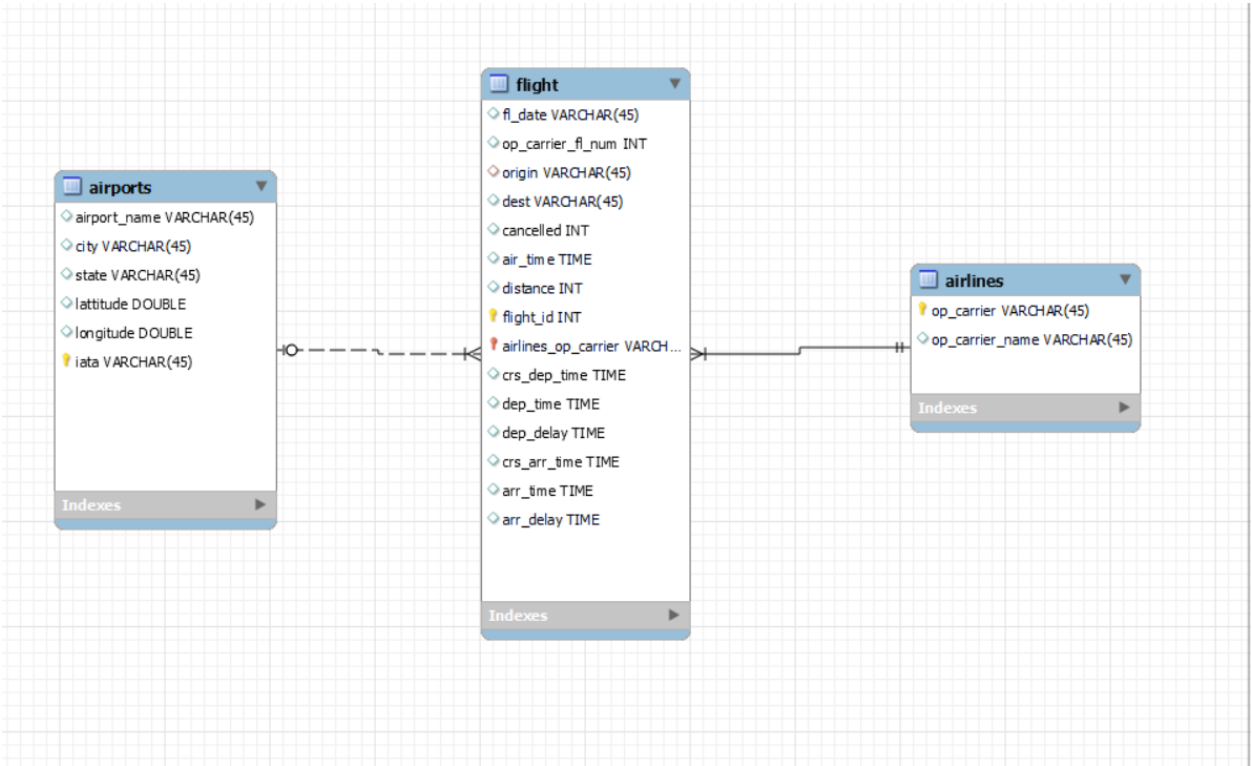 airports
airport_name VARCHAR(45)
city VARCHAR(45)
state VARCHAR(45)
lattitude DOUBLE
longitude DOUBLE
iata VARCHAR(45)
Indexes
flight
fl_date VARCHAR(45)
op_carrier_fl_num INT
origin VARCHAR(45)
dest VARCHAR(45)
cancelled INT
air_time TIME
distance INT
flight_id INT
airlines_op_carrier VARCH...
crs_dep_time TIME
dep_time TIME
dep_delay TIME
crs_arr_time TIME
arr_time TIME
arr_delay TIME
Indexes
airlines
op_carrier VARCHAR(45)
op_carrier_name VARCHAR(45)
Indexes